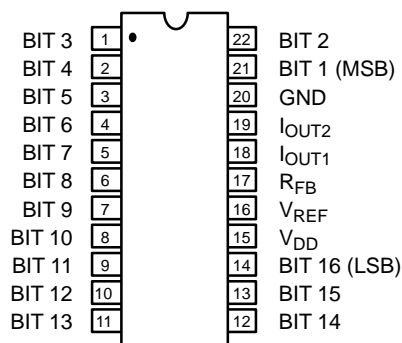 BIT 3 1 22 BIT 2
BIT 4 2 21 BIT 1 (MSB)
BIT 5 3 20 GND
BIT 6 4 19 IOUT2
BIT 7 5 18 IOUT1
BIT 8 6 17 RFB
BIT 9 7 16 VREF
BIT 10 8 15 VDD
BIT 11 9 14 BIT 16 (LSB)
BIT 12 10 13 BIT 15
BIT 13 11 12 BIT 14